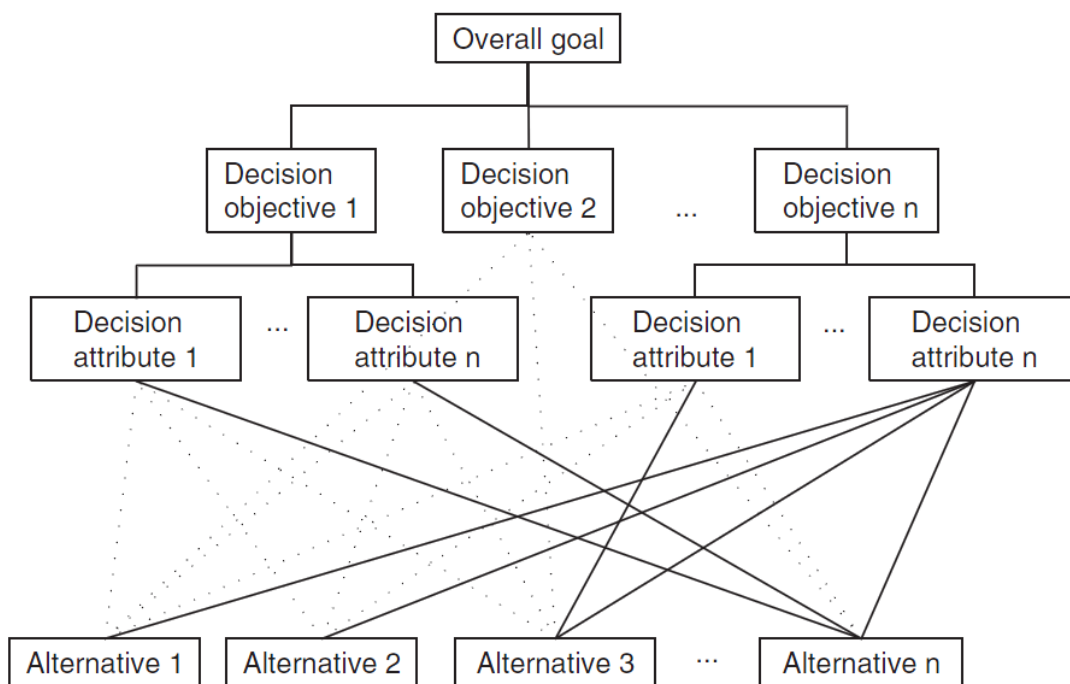 Overall goal
Decision
objective 1
Decision
objective 2
...
Decision
objective n
Decision
attribute 1
...
Decision
attribute n
Decision
attribute 1
...
Decision
attribute n
Alternative 1
Alternative 2
Alternative 3
...
Alternative n